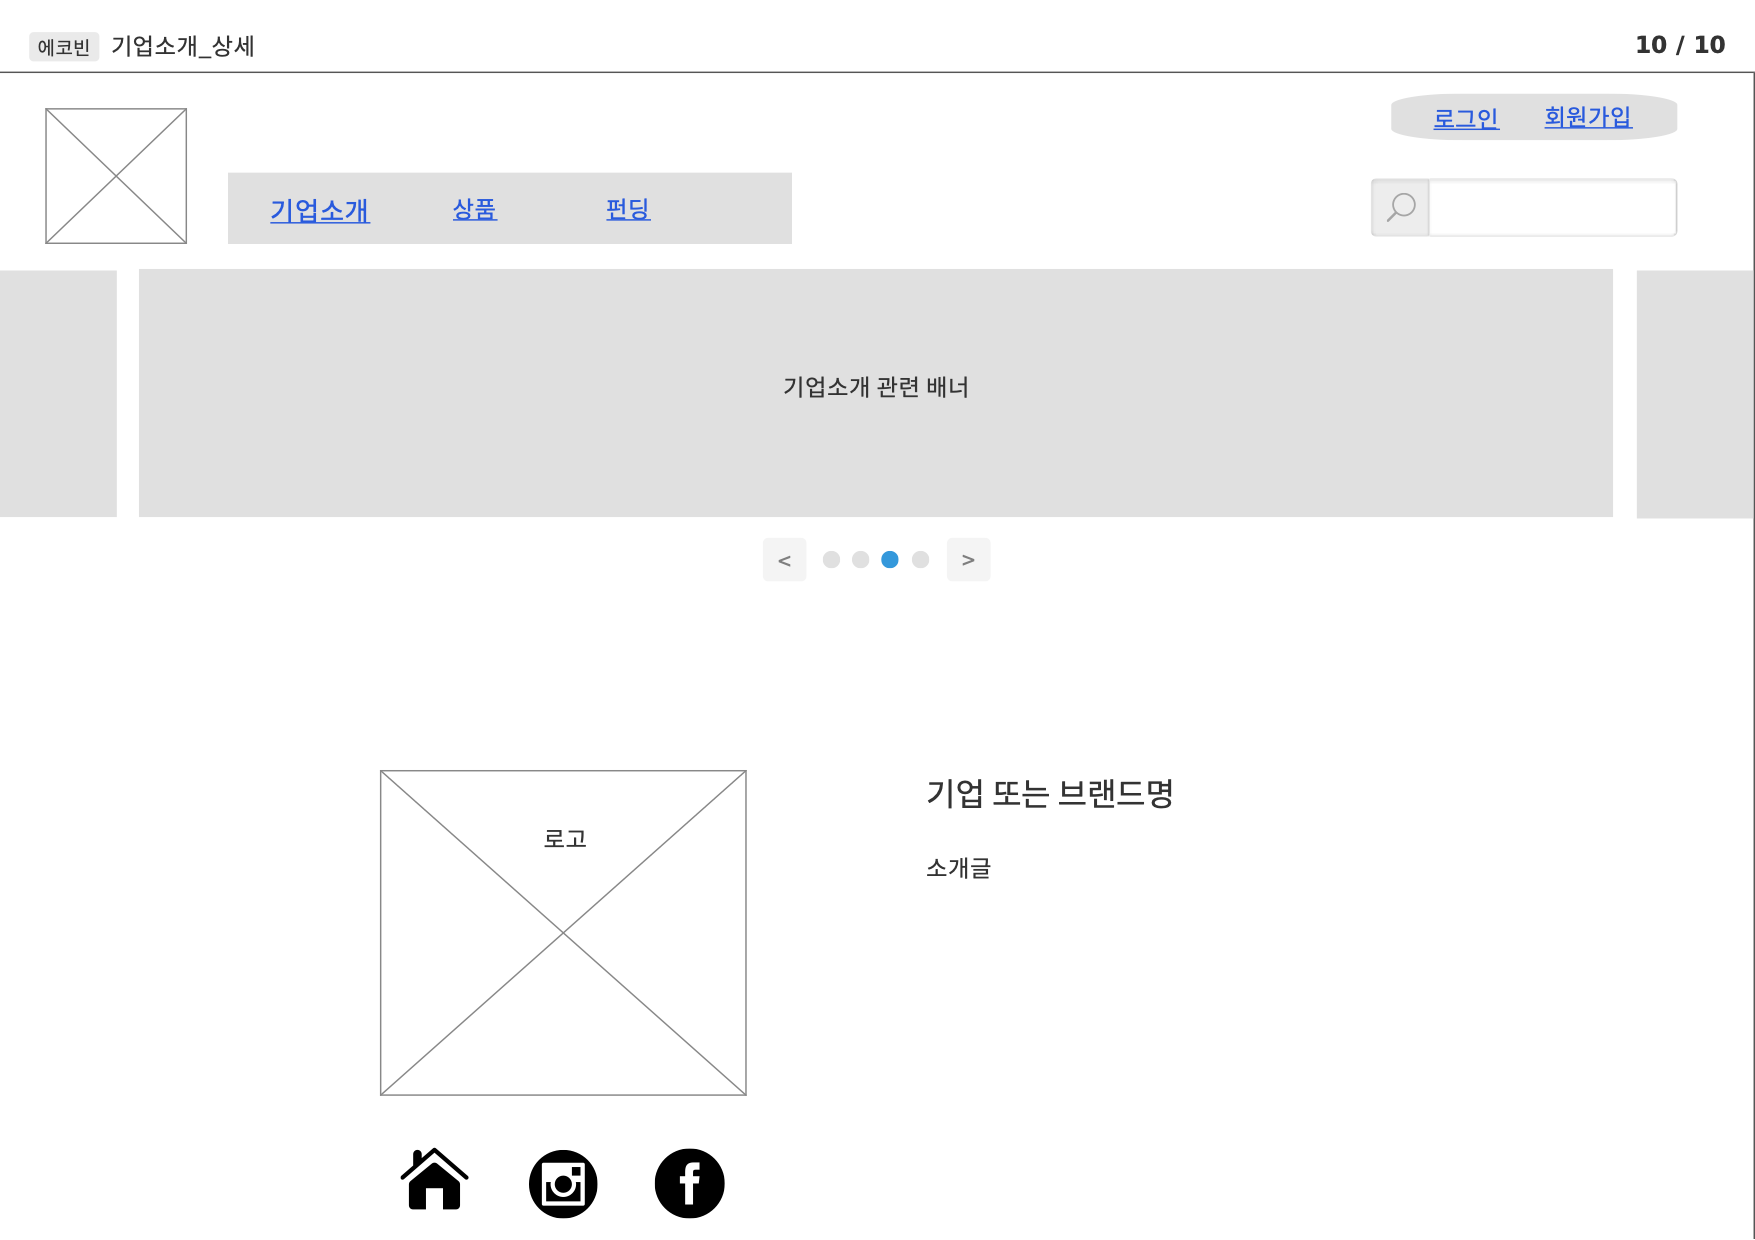 에코빈 기업소개_상세
10 / 10
로그인 회원가입
기업소개 상품 펀딩
기업소개 관련 배너
< >
로고
기업 또는 브랜드명
소개글